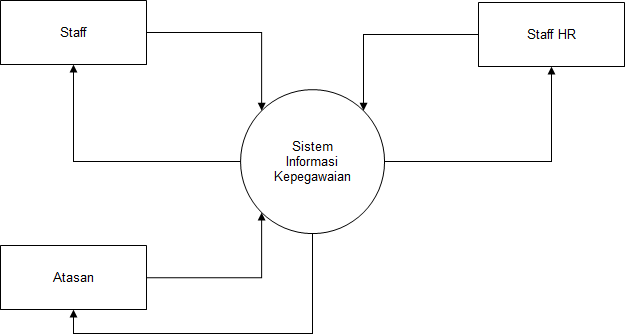 Staff
Staff HR
Sistem
Informasi
Kepegawaian
Atasan